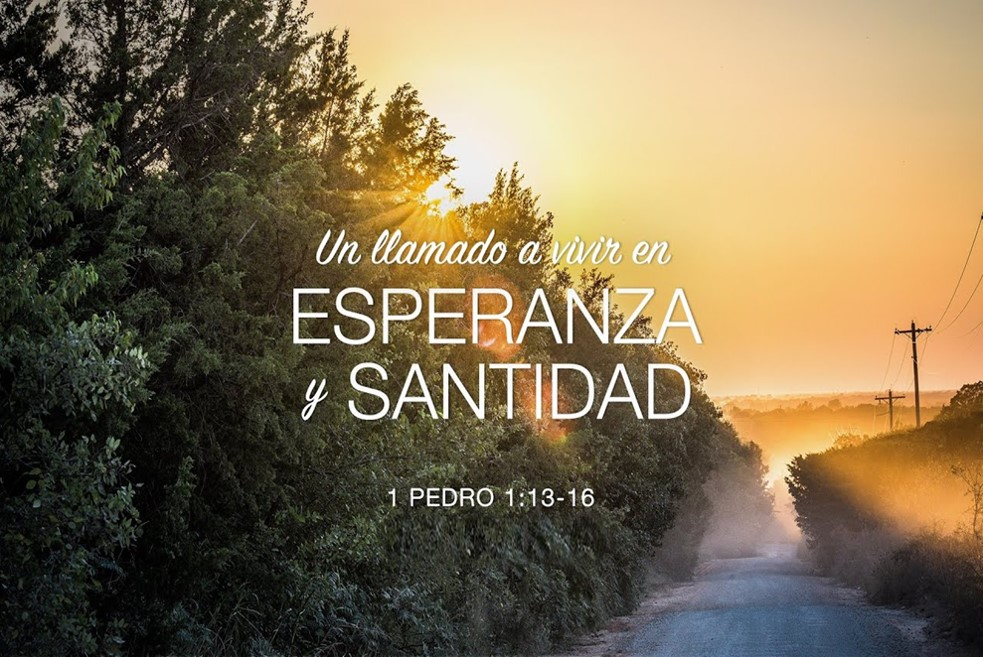 Un llamado a vivir en
ESPERANZA
y SANTIDAD
1 PEDRO 1:13-16